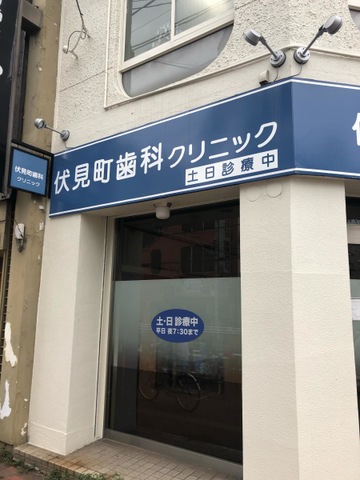 伏見町歯科クリニック
土日診療中
伏見町歯科
クリニック
土・日 診療中
平日 夜7:30まで